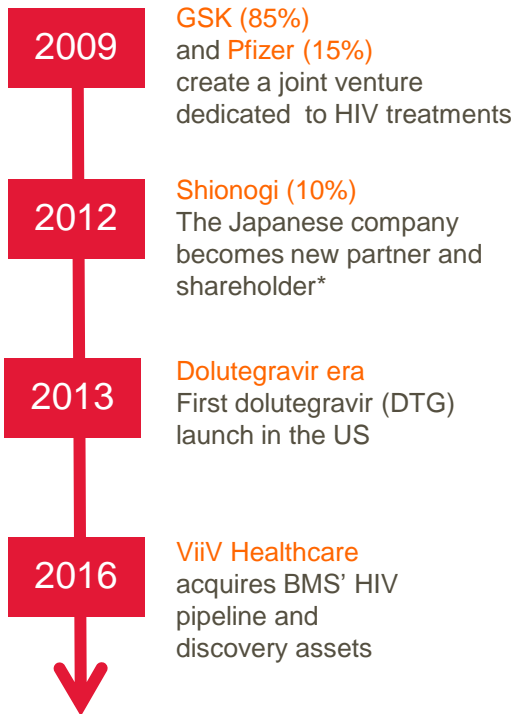 2009
GSK (85%)
and Pfizer (15%)
create a joint venture
dedicated to HIV treatments
2012
Shionogi (10%)
The Japanese company
becomes new partner and
shareholder*
2013
Dolutegravir era
First dolutegravir (DTG)
launch in the US
2016
ViiV Healthcare
acquires BMS' HIV
pipeline and
discovery assets